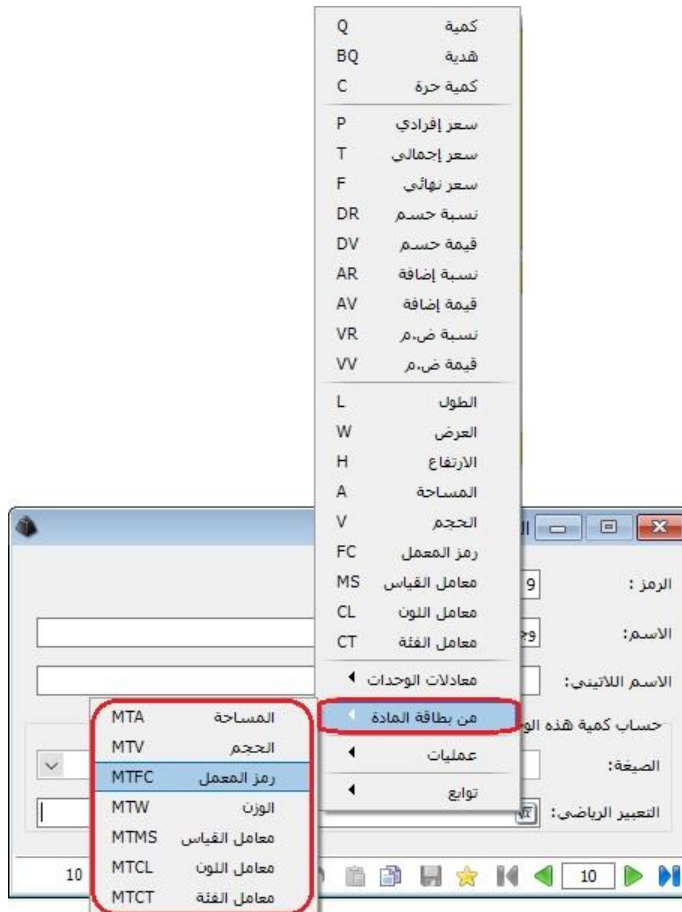 كمية Q
هدية BQ
كمية حرة C
سعر إفرادي P
سعر إجمالي T
سعر نهائي F
نسبة حسم DR
قيمة حسم DV
نسبة إضافة AR
قيمة إضافة AV
نسبة ض.م VR
قيمة ض.م VV
الطول L
العرض W
الارتفاع H
المساحة A
الحجم V
رمز المعمل FC
معامل القياس MS
معامل اللون CL
معامل الفئة CT
معادلات الوحدات
من بطاقة المادة
عمليات
توابع
الرمز : 9
الاسم:
الاسم اللاتيني:
حساب كمية هذه
الصيغة:
التعبير الرياضي:
المساحة MTA
الحجم MTV
رمز المعمل MTFC
الوزن MTW
معامل القياس MTMS
معامل اللون MTCL
معامل الفئة MTCT
10
10